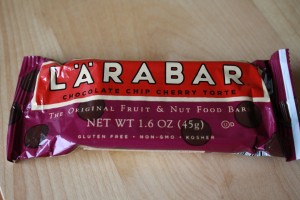 LÄRABAR
CHOCOLATE CHIP CHERRY TORTE
THE ORIGINAL FRUIT & NUT FOOD BAR
NET WT 1.6 OZ (45g)
GLUTEN FREE • NON-GMO • KOSHER